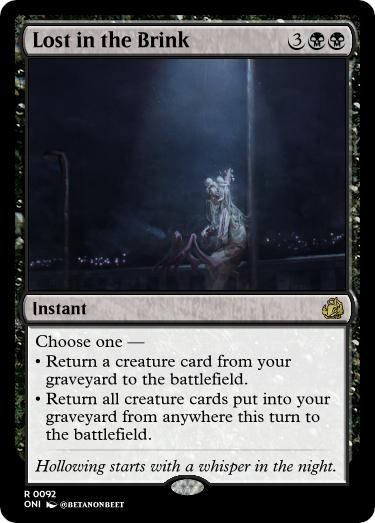 Lost in the Brink 3
Instant
Choose one —
• Return a creature card from your
graveyard to the battlefield.
• Return all creature cards put into your
graveyard from anywhere this turn to
the battlefield.
Hollowing starts with a whisper in the night.
R 0092
ONI @BETANONBEET